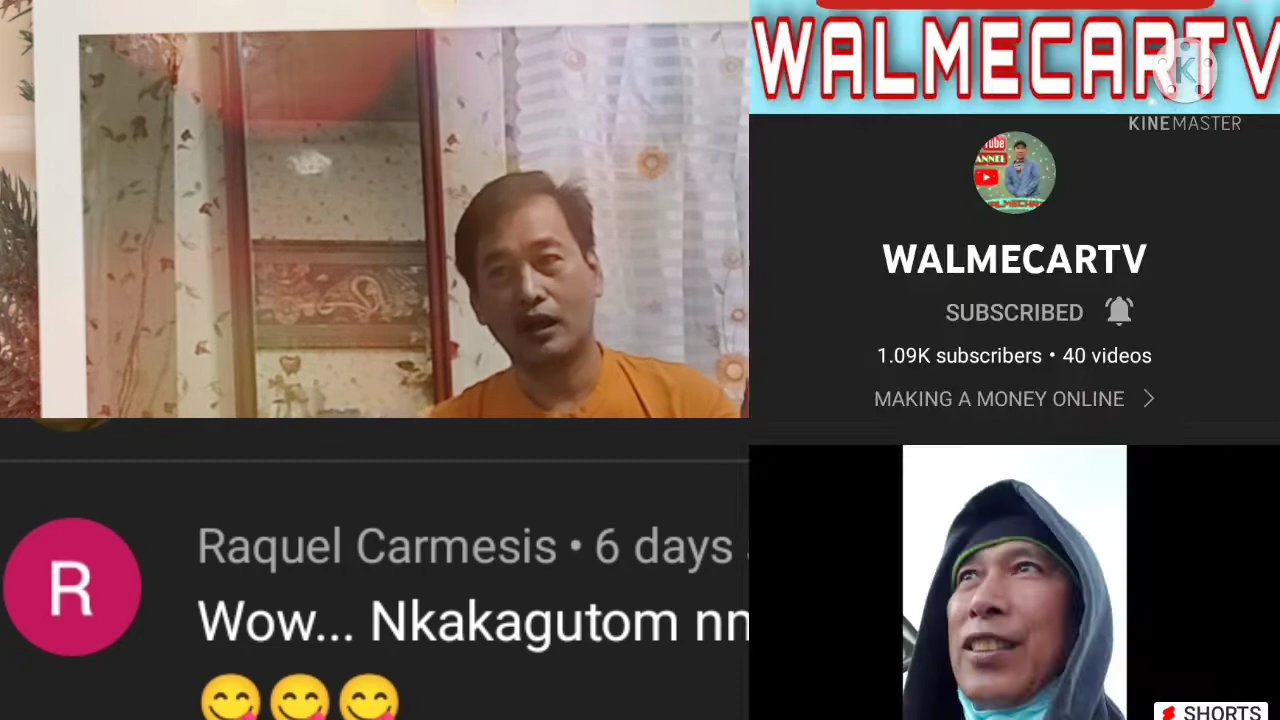 WALMECARTV
KINEMASTER
WALMECARTV
SUBSCRIBED
1.09K subscribers • 40 videos
MAKING A MONEY ONLINE
Raquel Carmesis • 6 days
Wow... Nkakagutom nn
😋😋😋
SHORTS